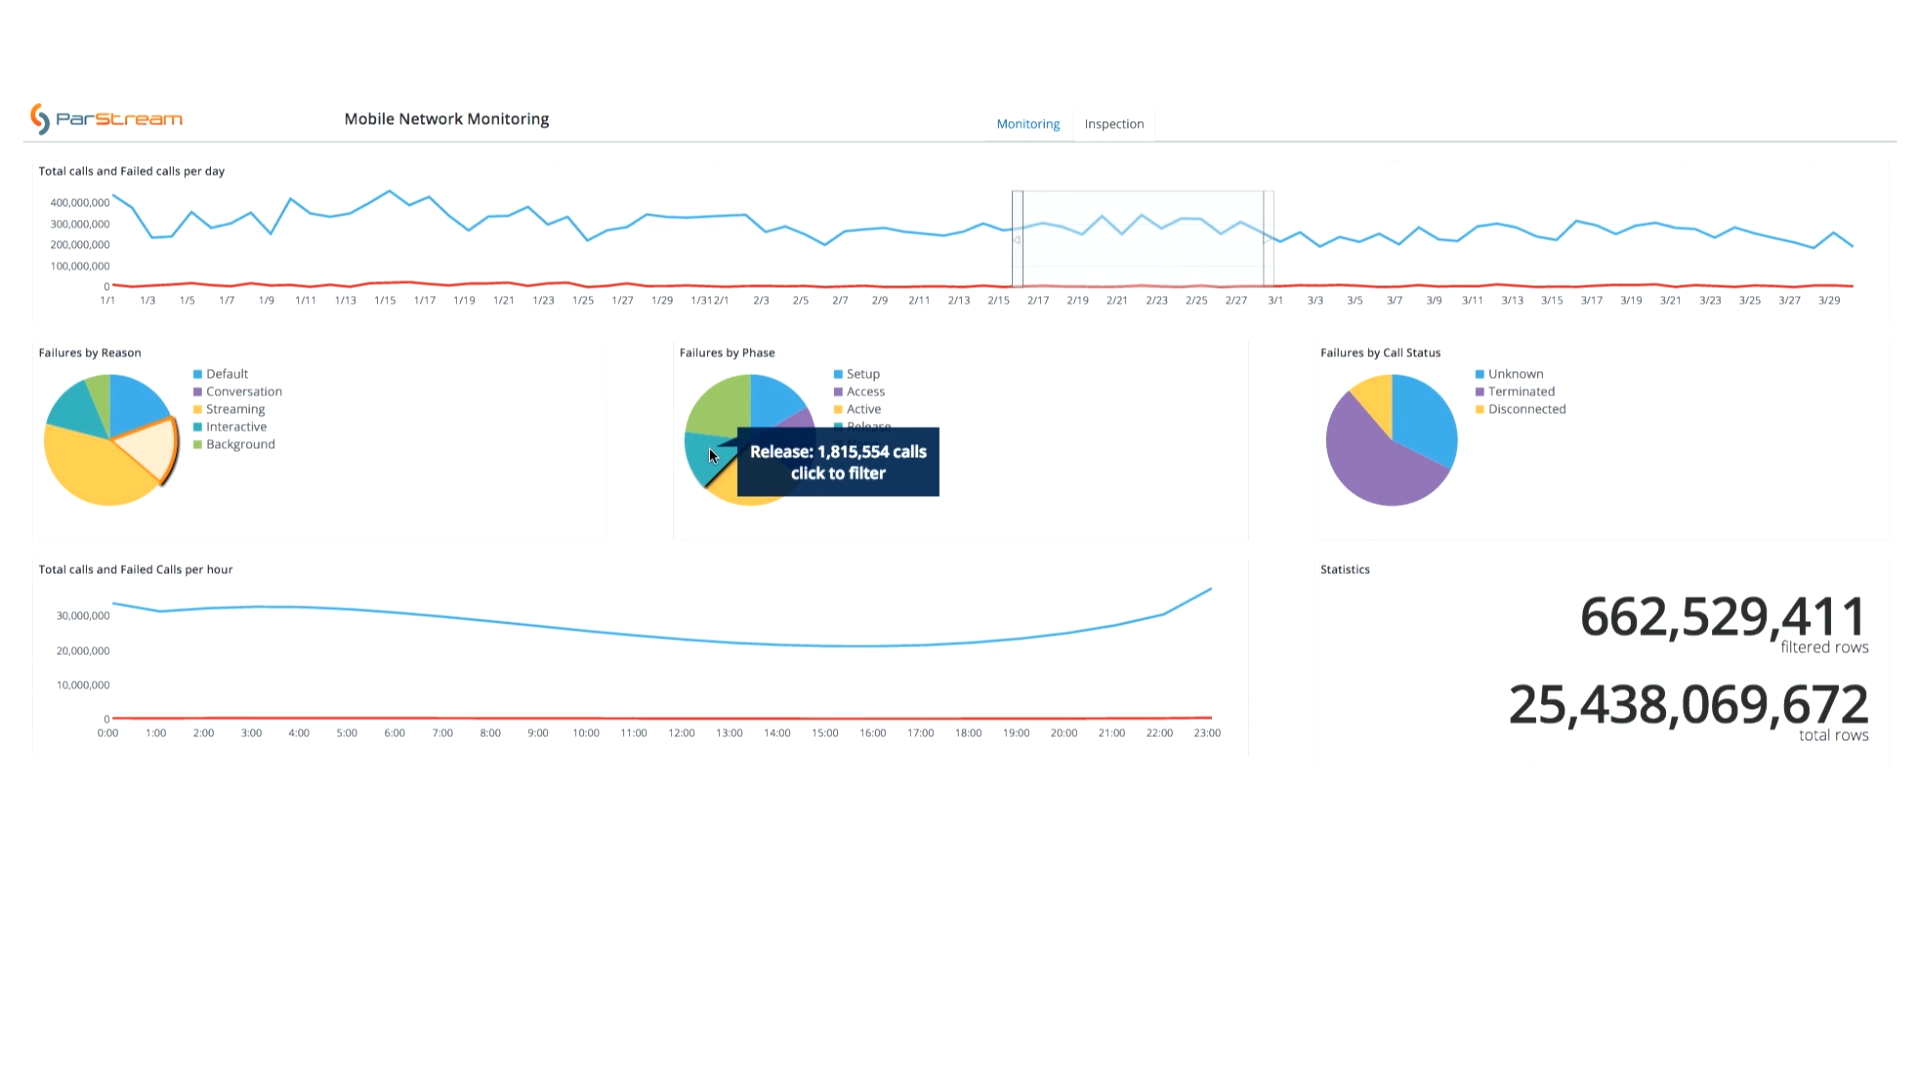 ParStream
Mobile Network Monitoring
Monitoring
Inspection
Total calls and Failed calls per day
400,000,000
300,000,000
200,000,000
100,000,000
0
1/1 1/3 1/5 1/7 1/9 1/11 1/13 1/15 1/17 1/19 1/21 1/23 1/25 1/27 1/29 1/31 2/1 2/3 2/5 2/7 2/9 2/11 2/13 2/15 2/17 2/19 2/21 2/23 2/25 2/27 3/1 3/3 3/5 3/7 3/9 3/11 3/13 3/15 3/17 3/19 3/21 3/23 3/25 3/27 3/29
Failures by Reason
Default
Conversation
Streaming
Interactive
Background
Failures by Phase
Setup
Access
Active
Release
Release: 1,815,554 calls
click to filter
Failures by Call Status
Unknown
Terminated
Disconnected
Total calls and Failed Calls per hour
30,000,000
20,000,000
10,000,000
0
0:00 1:00 2:00 3:00 4:00 5:00 6:00 7:00 8:00 9:00 10:00 11:00 12:00 13:00 14:00 15:00 16:00 17:00 18:00 19:00 20:00 21:00 22:00 23:00
Statistics
662,529,411
filtered rows
25,438,069,672
total rows